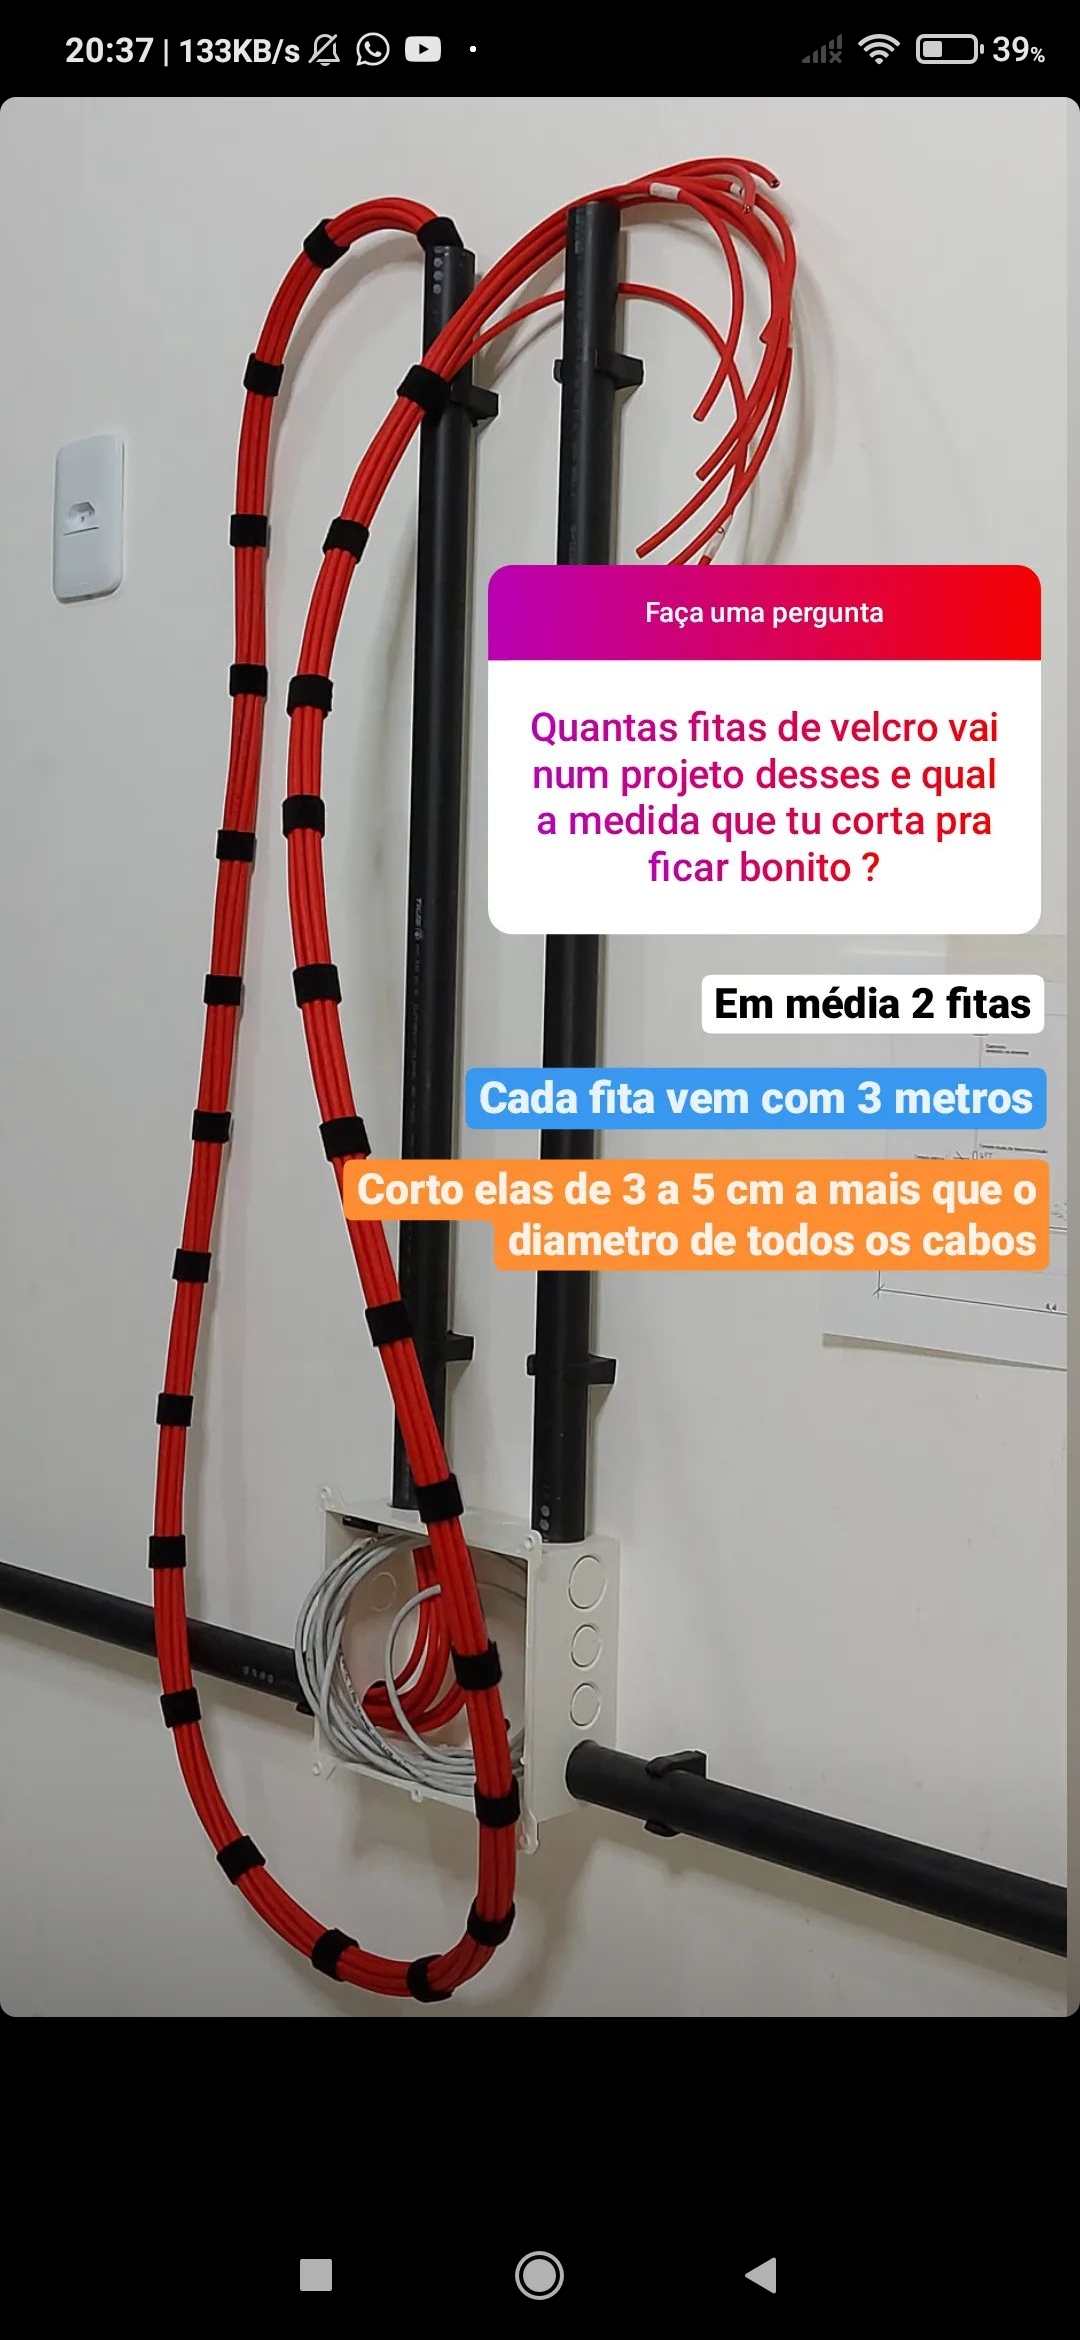 20:37 | 133KB/s
39%
Faça uma pergunta
Quantas fitas de velcro vai
num projeto desses e qual
a medida que tu corta pra
ficar bonito ?
Em média 2 fitas
Cada fita vem com 3 metros
Corto elas de 3 a 5 cm a mais que o
diametro de todos os cabos